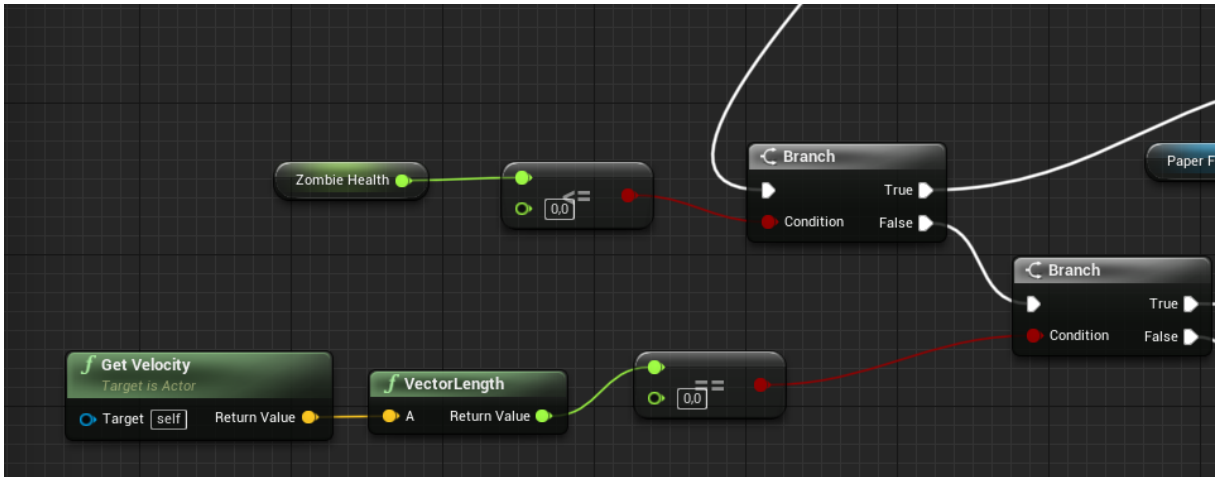 Zombie Health
<=
0,0
Branch
True
Condition
False
Paper F
Branch
True
Condition
False
f Get Velocity
Target is Actor
Target self
Return Value
f VectorLength
A
Return Value
==
0,0